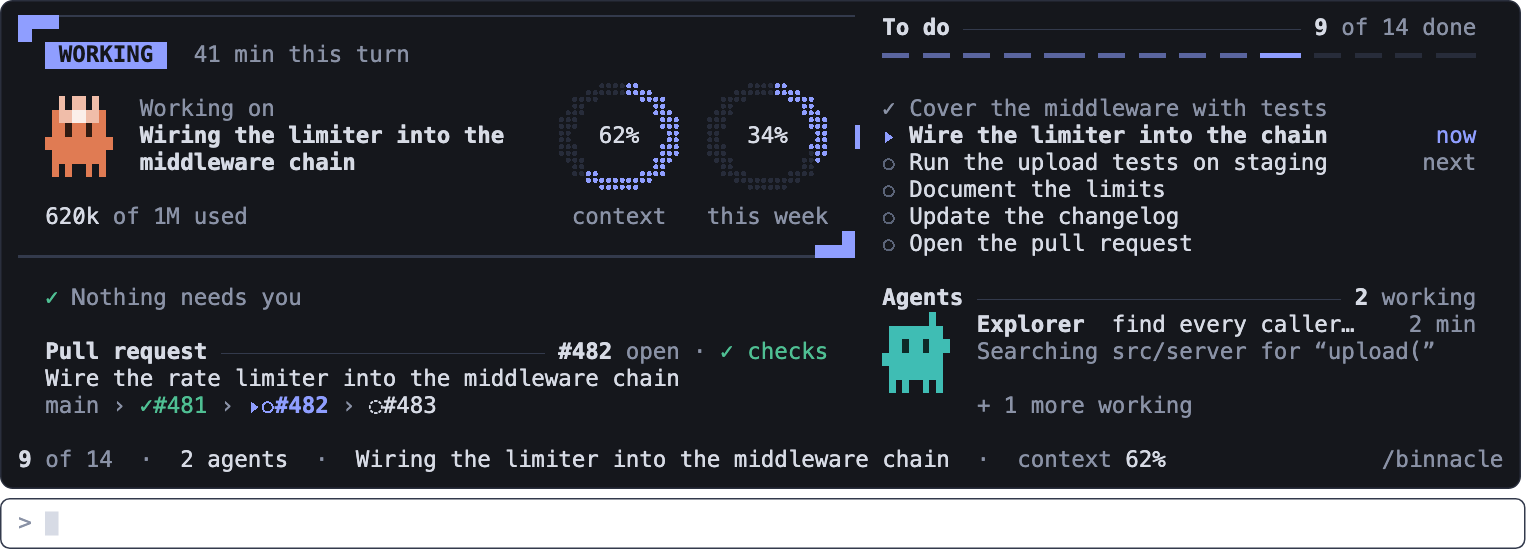 WORKING 41 min this turn
Working on
Wiring the limiter into the
middleware chain
62%
34%
620k of 1M used
context
this week
✓ Nothing needs you
Pull request #482 open · ✓ checks
Wire the rate limiter into the middleware chain
main › ✓#481 › ▸○#482 › ◌#483
To do 9 of 14 done
✓ Cover the middleware with tests
▸ Wire the limiter into the chain now
○ Run the upload tests on staging next
○ Document the limits
○ Update the changelog
○ Open the pull request
Agents 2 working
Explorer find every caller… 2 min
Searching src/server for “upload(”
+ 1 more working
9 of 14 · 2 agents · Wiring the limiter into the middleware chain · context 62% /binnacle
>